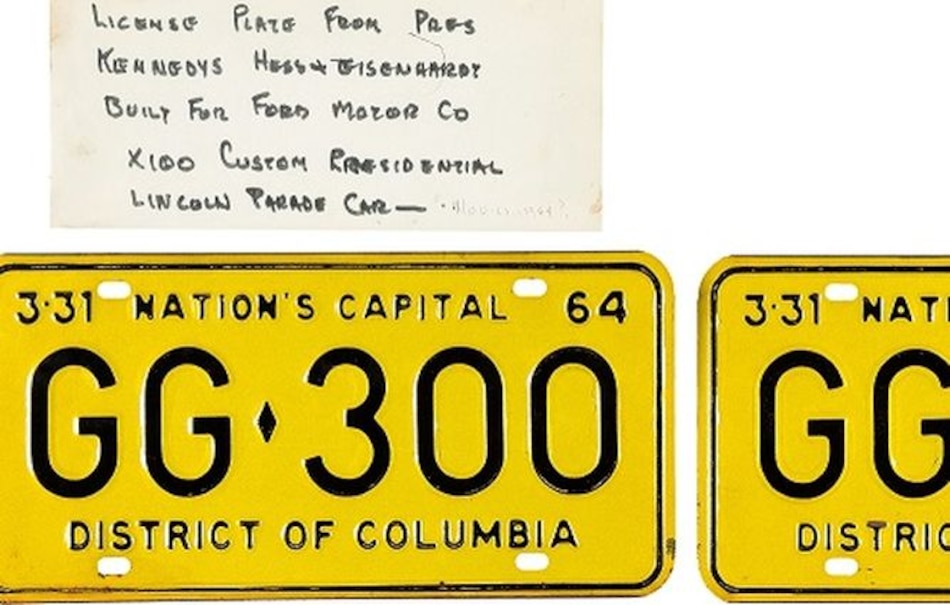 LICENSE PLATE FROM PRES
KENNEDYS HESS & EISENHARDT
BUILT FOR FORD MOTOR CO
X100 CUSTOM PRESIDENTIAL
LINCOLN PARADE CAR—
3·31 NATION'S CAPITAL 64
GG♦300
DISTRICT OF COLUMBIA
3·31 NATI
GG
DISTRIC